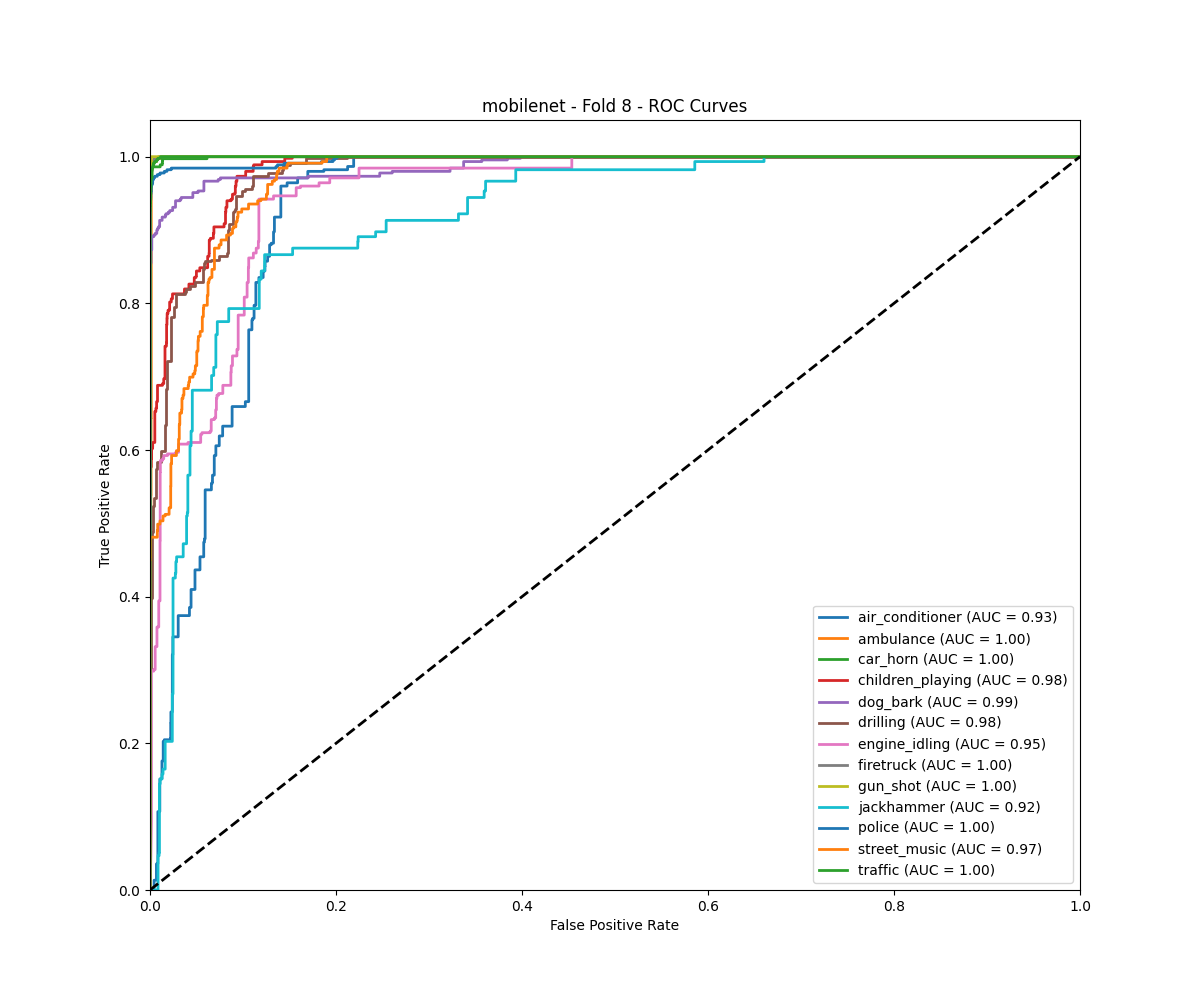 mobilenet - Fold 8 - ROC Curves
1.0
0.8
0.6
0.4
0.2
0.0
True Positive Rate
0.0
0.2
0.4
0.6
0.8
1.0
False Positive Rate
air_conditioner (AUC = 0.93)
ambulance (AUC = 1.00)
car_horn (AUC = 1.00)
children_playing (AUC = 0.98)
dog_bark (AUC = 0.99)
drilling (AUC = 0.98)
engine_idling (AUC = 0.95)
firetruck (AUC = 1.00)
gun_shot (AUC = 1.00)
jackhammer (AUC = 0.92)
police (AUC = 1.00)
street_music (AUC = 0.97)
traffic (AUC = 1.00)